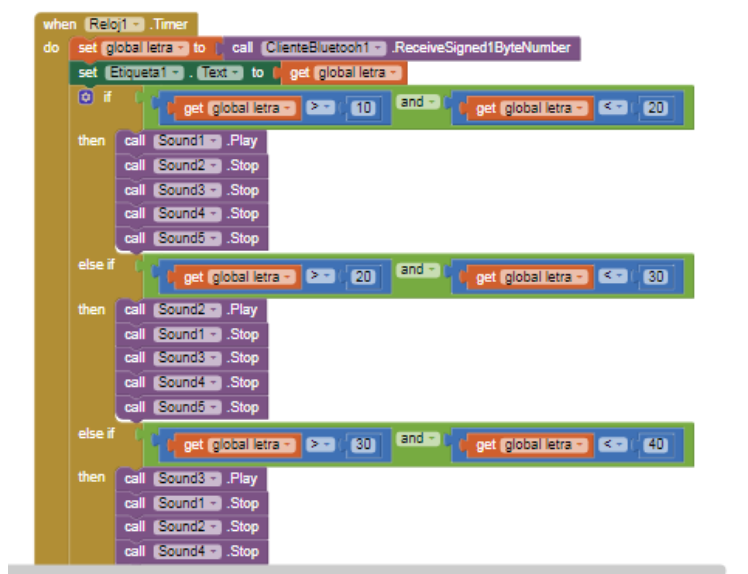 when Reloj1 .Timer
do set global letra to call ClienteBluetooh1 .ReceiveSigned1ByteNumber
set Etiqueta1 . Text to get global letra
if get global letra > 10 and get global letra < 20
then call Sound1 .Play
call Sound2 .Stop
call Sound3 .Stop
call Sound4 .Stop
call Sound5 .Stop
else if get global letra > 20 and get global letra < 30
then call Sound2 .Play
call Sound1 .Stop
call Sound3 .Stop
call Sound4 .Stop
call Sound5 .Stop
else if get global letra > 30 and get global letra < 40
then call Sound3 .Play
call Sound1 .Stop
call Sound2 .Stop
call Sound4 .Stop